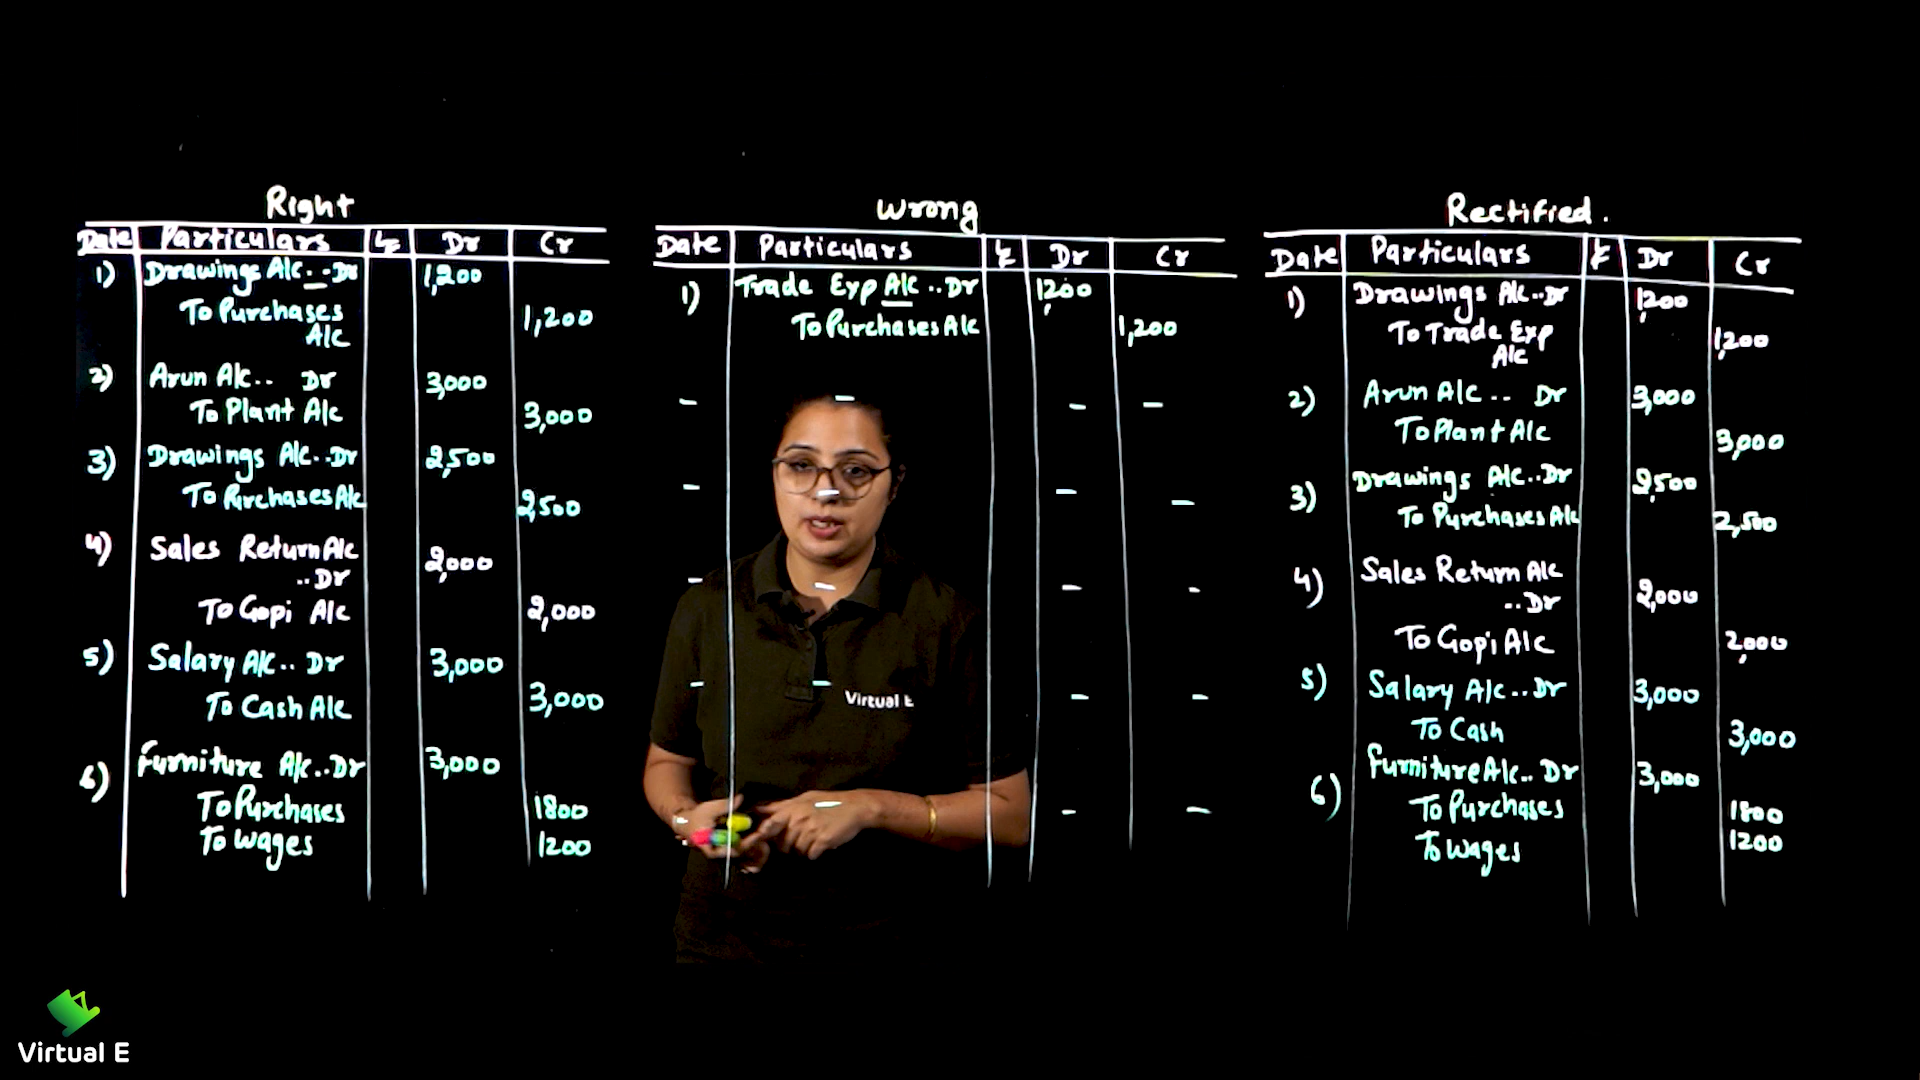 Right
Date Particulars LF Dr Cr
1) Drawings A/c..Dr 1,200
To Purchases
A/c 1,200
2) Arun A/c.. Dr 3,000
To Plant A/c 3,000
3) Drawings A/c..Dr 2,500
To Purchases A/c 2,500
4) Sales Return A/c
..Dr 2,000
To Gopi A/c 2,000
5) Salary A/c.. Dr 3,000
To Cash A/c 3,000
6) Furniture A/c..Dr 3,000
To Purchases 1800
To Wages 1200
Wrong
Date Particulars LF Dr Cr
1) Trade Exp A/c ..Dr 1,200
To Purchases A/c 1,200
- - - -
- - - -
- - - -
- - - -
- - -
Virtual E
Rectified.
Date Particulars LF Dr Cr
1) Drawings A/c..Dr 1,200
To Trade Exp
A/c 1,200
2) Arun A/c .. Dr 3,000
To Plant A/c 3,000
3) Drawings A/c..Dr 2,500
To Purchases A/c 2,500
4) Sales Return A/c
..Dr 2,000
To Gopi A/c 2,000
5) Salary A/c..Dr 3,000
To Cash 3,000
6) Furniture A/c.. Dr 3,000
To Purchases 1800
To Wages 1200
Virtual E